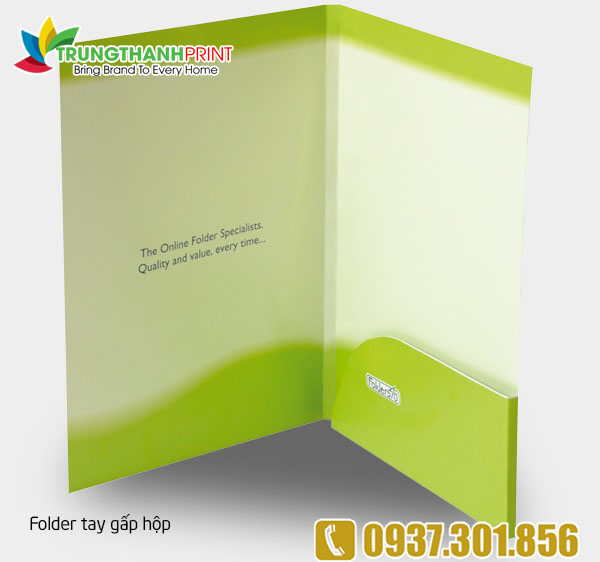 TRUNGTHANHPRINT
Bring Brand To Every Home
The Online Folder Specialists.
Quality and value, every time...
Folder tay gấp hộp
0937.301.856